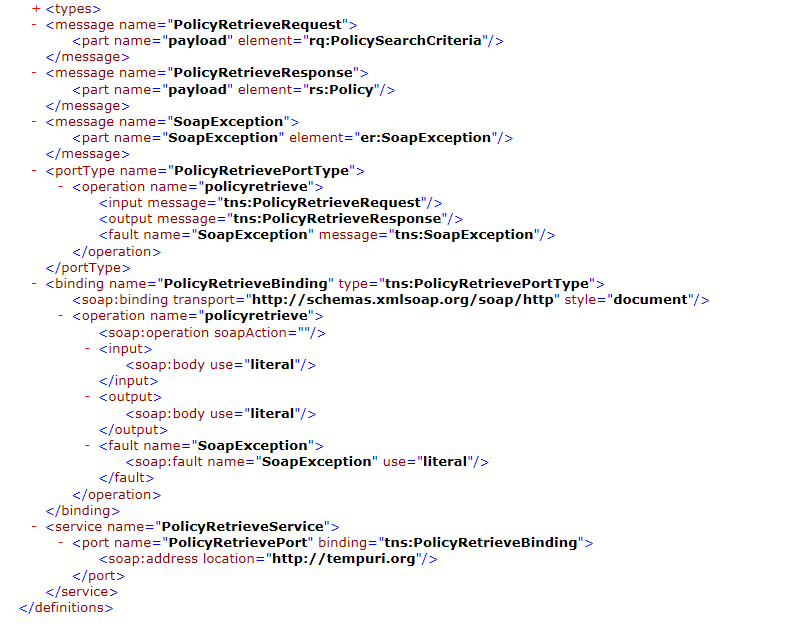 + <types>
- <message name="PolicyRetrieveRequest">
<part name="payload" element="rq:PolicySearchCriteria"/>
</message>
- <message name="PolicyRetrieveResponse">
<part name="payload" element="rs:Policy"/>
</message>
- <message name="SoapException">
<part name="SoapException" element="er:SoapException"/>
</message>
- <portType name="PolicyRetrievePortType">
- <operation name="policyretrieve">
<input message="tns:PolicyRetrieveRequest"/>
<output message="tns:PolicyRetrieveResponse"/>
<fault name="SoapException" message="tns:SoapException"/>
</operation>
</portType>
- <binding name="PolicyRetrieveBinding" type="tns:PolicyRetrievePortType">
<soap:binding transport="http://schemas.xmlsoap.org/soap/http" style="document"/>
- <operation name="policyretrieve">
<soap:operation soapAction=""/>
- <input>
<soap:body use="literal"/>
</input>
- <output>
<soap:body use="literal"/>
</output>
- <fault name="SoapException">
<soap:fault name="SoapException" use="literal"/>
</fault>
</operation>
</binding>
- <service name="PolicyRetrieveService">
- <port name="PolicyRetrievePort" binding="tns:PolicyRetrieveBinding">
<soap:address location="http://tempuri.org"/>
</port>
</service>
</definitions>